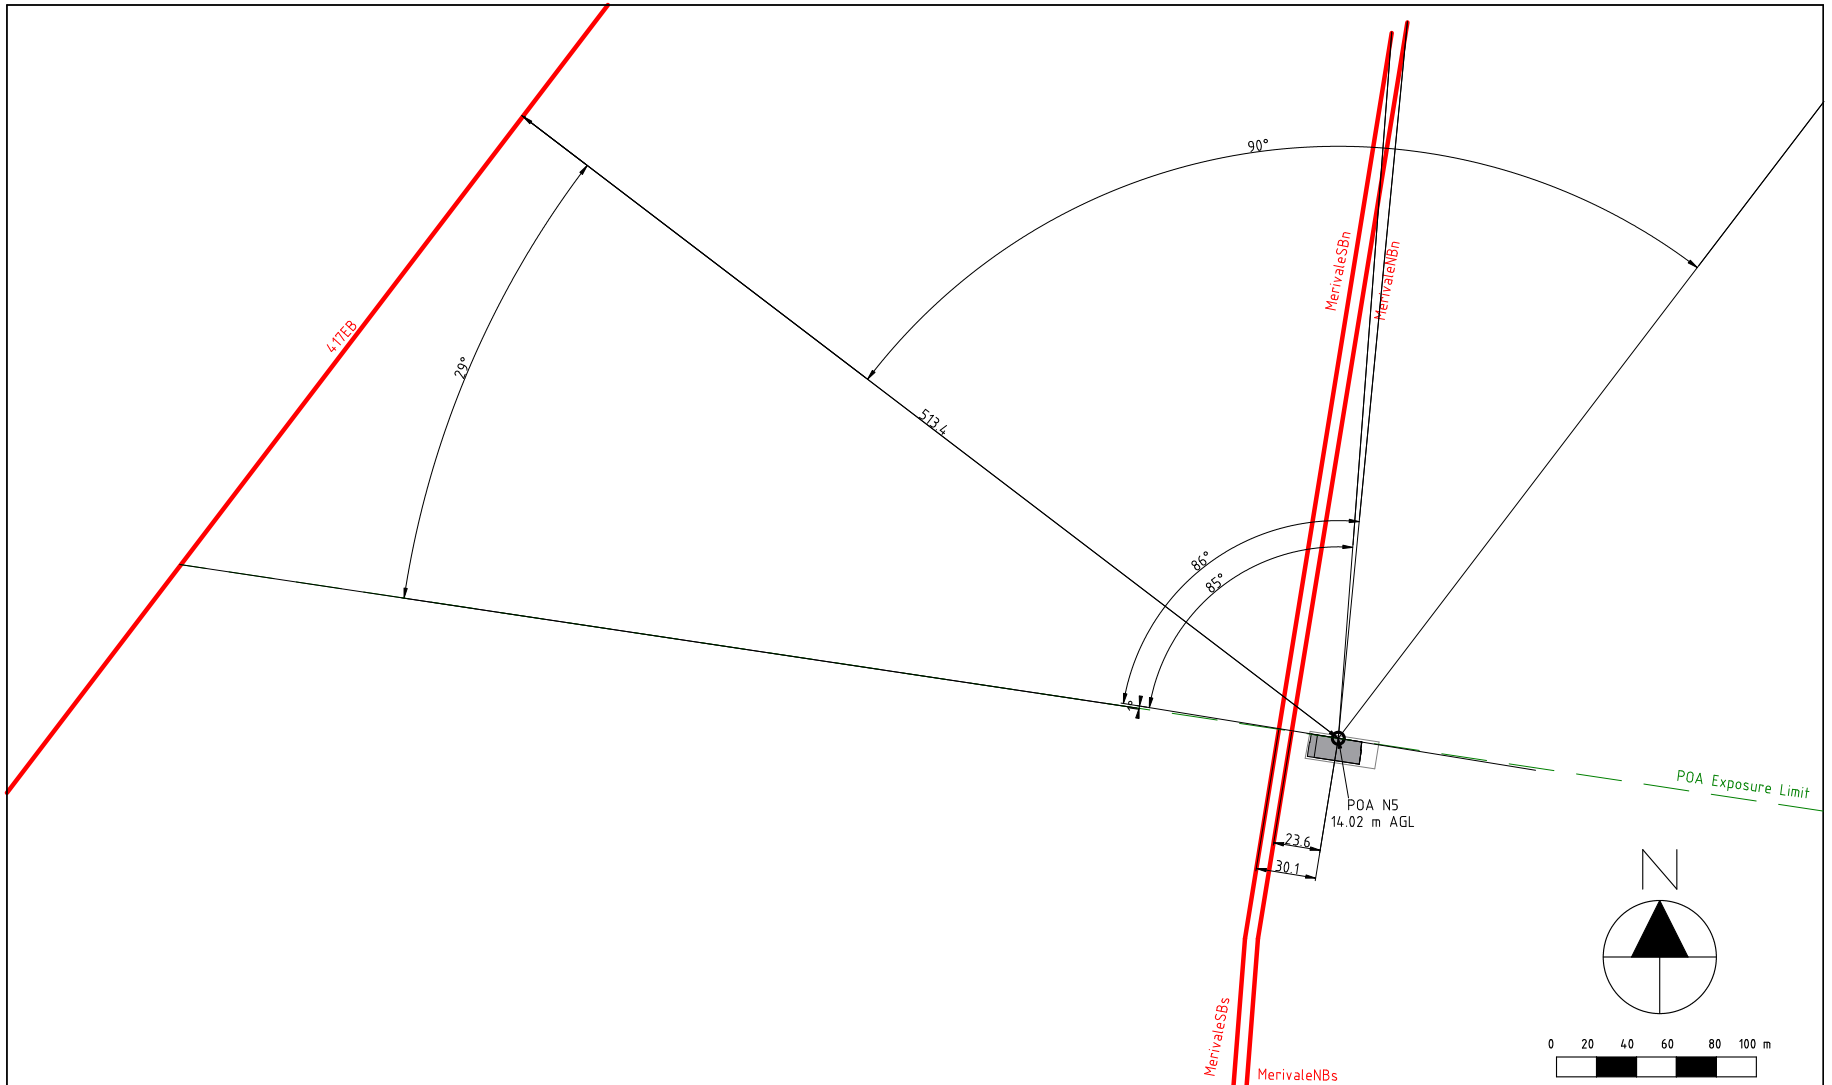 90°
MerivaleSBn
MerivaleNBn
417EB
29°
513.4
86°
85°
1°
POA Exposure Limit
POA N5
14.02 m AGL
23.6
30.1
N
MerivaleSBs
MerivaleNBs
0 20 40 60 80 100 m